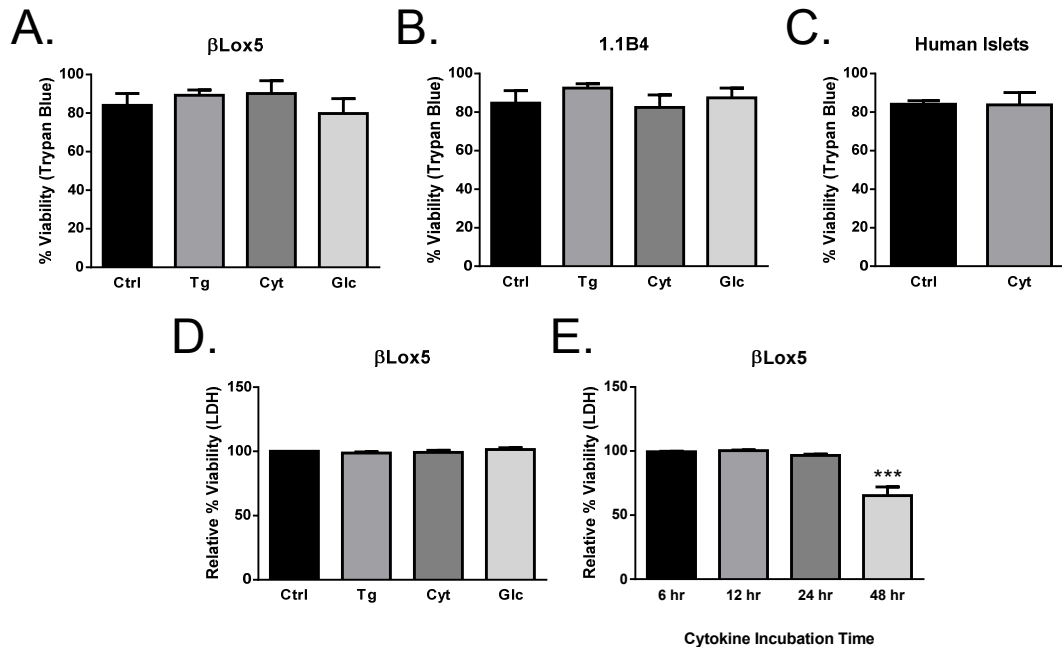 A.
βLox5
% Viability (Trypan Blue)
100
80
60
40
20
0
Ctrl Tg Cyt Glc
B.
1.1B4
% Viability (Trypan Blue)
100
80
60
40
20
0
Ctrl Tg Cyt Glc
C.
Human Islets
% Viability (Trypan Blue)
100
80
60
40
20
0
Ctrl Cyt
D.
βLox5
Relative % Viability (LDH)
150
100
50
0
Ctrl Tg Cyt Glc
E.
βLox5
Relative % Viability (LDH)
150
100
50
0
***
6 hr 12 hr 24 hr 48 hr
Cytokine Incubation Time